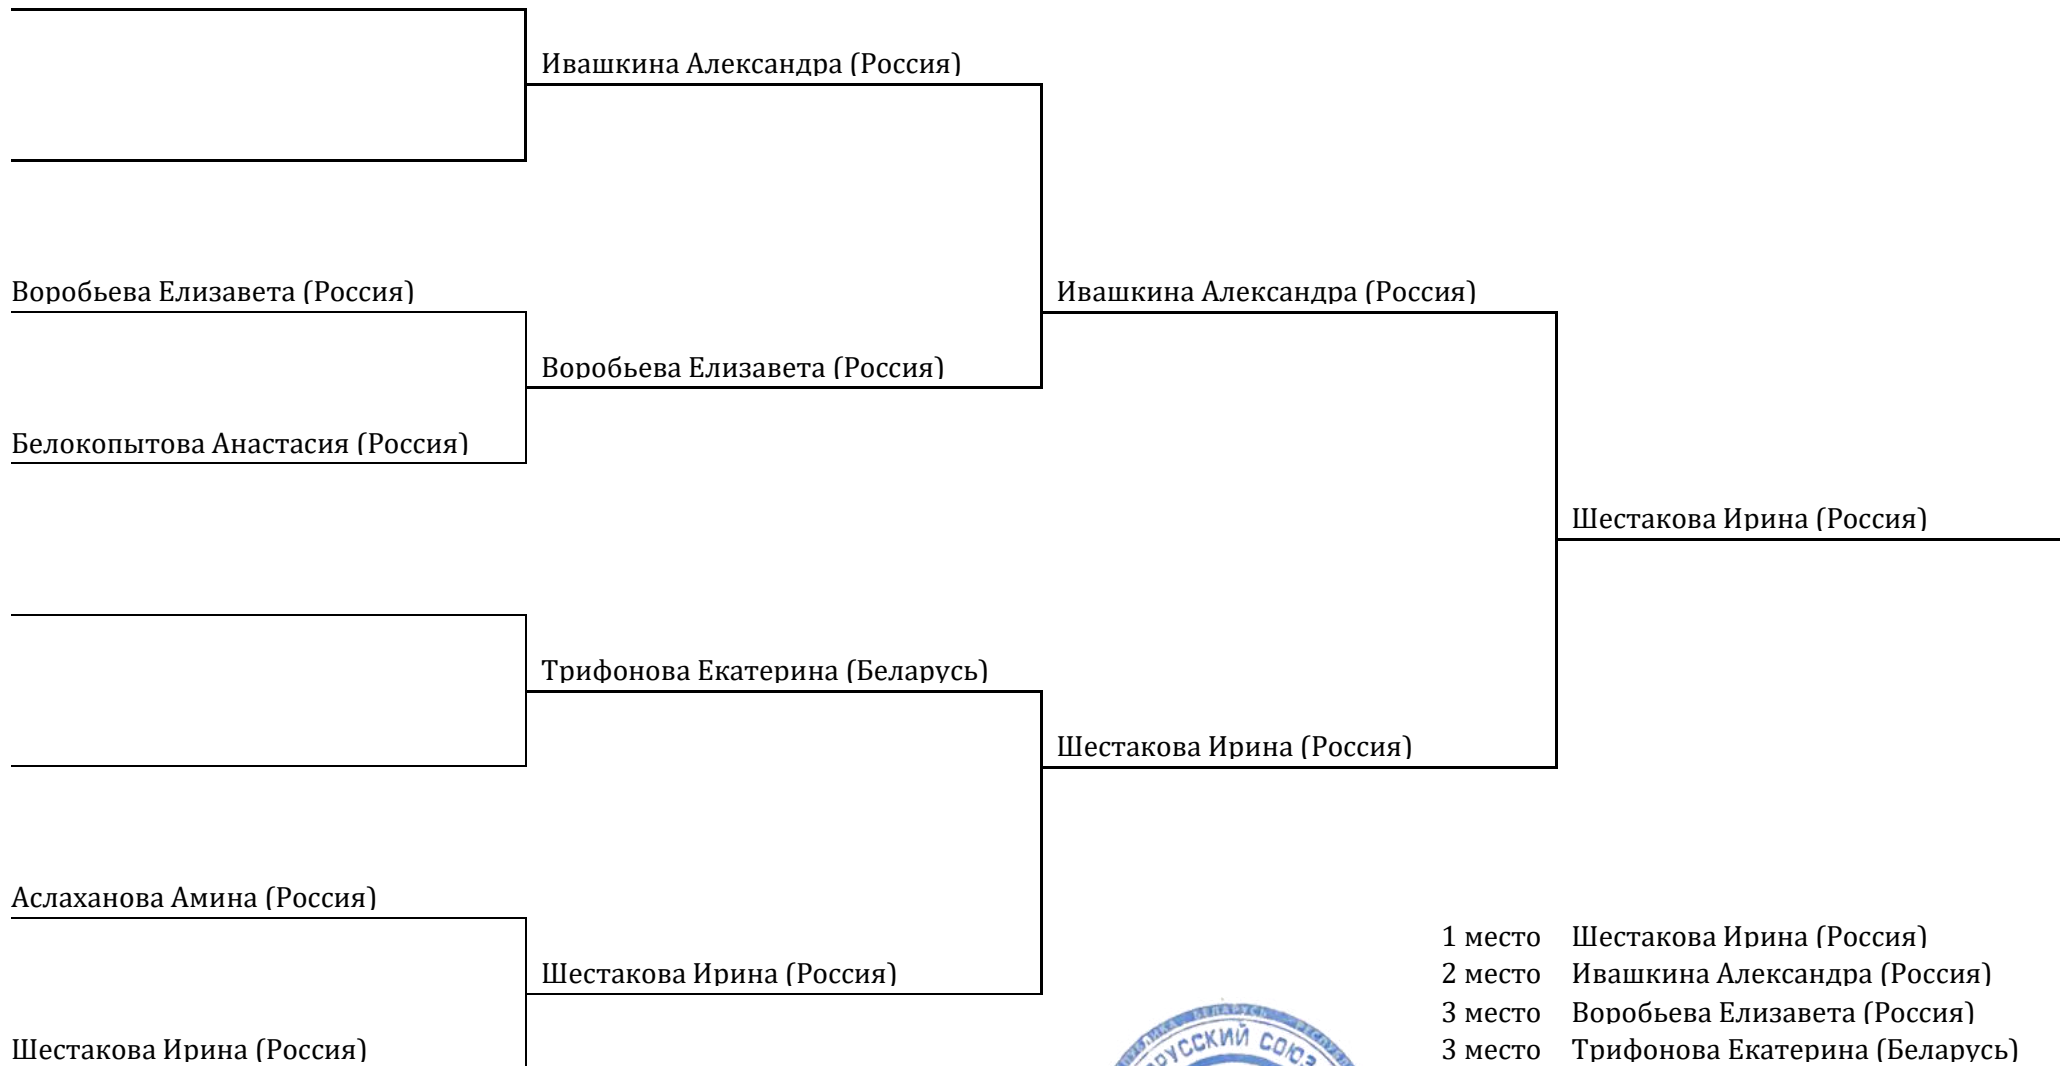 Ивашкина Александра (Россия)
Воробьева Елизавета (Россия)
Ивашкина Александра (Россия)
Воробьева Елизавета (Россия)
Белокопытова Анастасия (Россия)
Шестакова Ирина (Россия)
Трифонова Екатерина (Беларусь)
Шестакова Ирина (Россия)
Аслаханова Амина (Россия)
1 место Шестакова Ирина (Россия)
Шестакова Ирина (Россия)
2 место Ивашкина Александра (Россия)
3 место Воробьева Елизавета (Россия)
Шестакова Ирина (Россия)
3 место Трифонова Екатерина (Беларусь)
БЕЛАРУСЬ
СОЮЗ